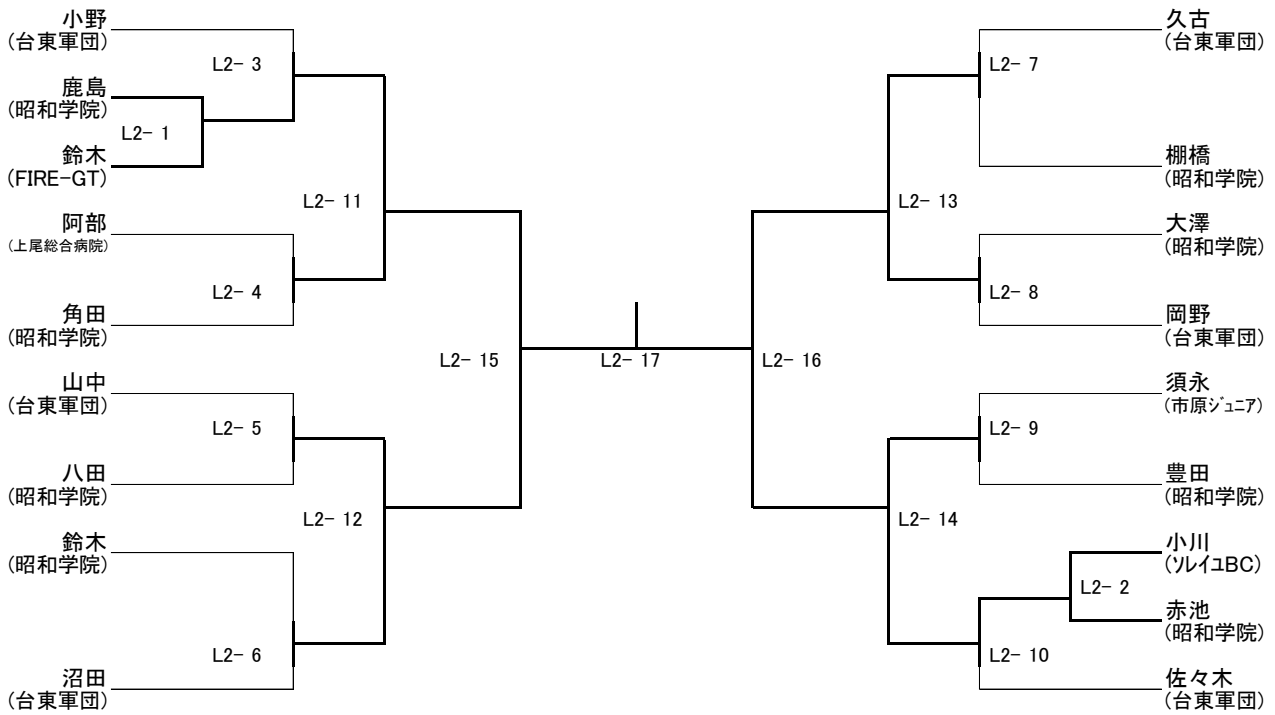 小野
(台東軍団)
L2- 3
鹿島
(昭和学院)
L2- 1
鈴木
(FIRE-GT)
L2- 11
阿部
(上尾総合病院)
L2- 4
角田
(昭和学院)
L2- 15
山中
(台東軍団)
L2- 5
八田
(昭和学院)
L2- 12
鈴木
(昭和学院)
L2- 6
沼田
(台東軍団)
L2- 17
久古
(台東軍団)
L2- 7
棚橋
(昭和学院)
L2- 13
大澤
(昭和学院)
L2- 8
岡野
(台東軍団)
L2- 16
須永
(市原ｼﾞｭﾆｱ)
L2- 9
豊田
(昭和学院)
L2- 14
小川
(ｿﾚｲﾕBC)
L2- 2
赤池
(昭和学院)
L2- 10
佐々木
(台東軍団)